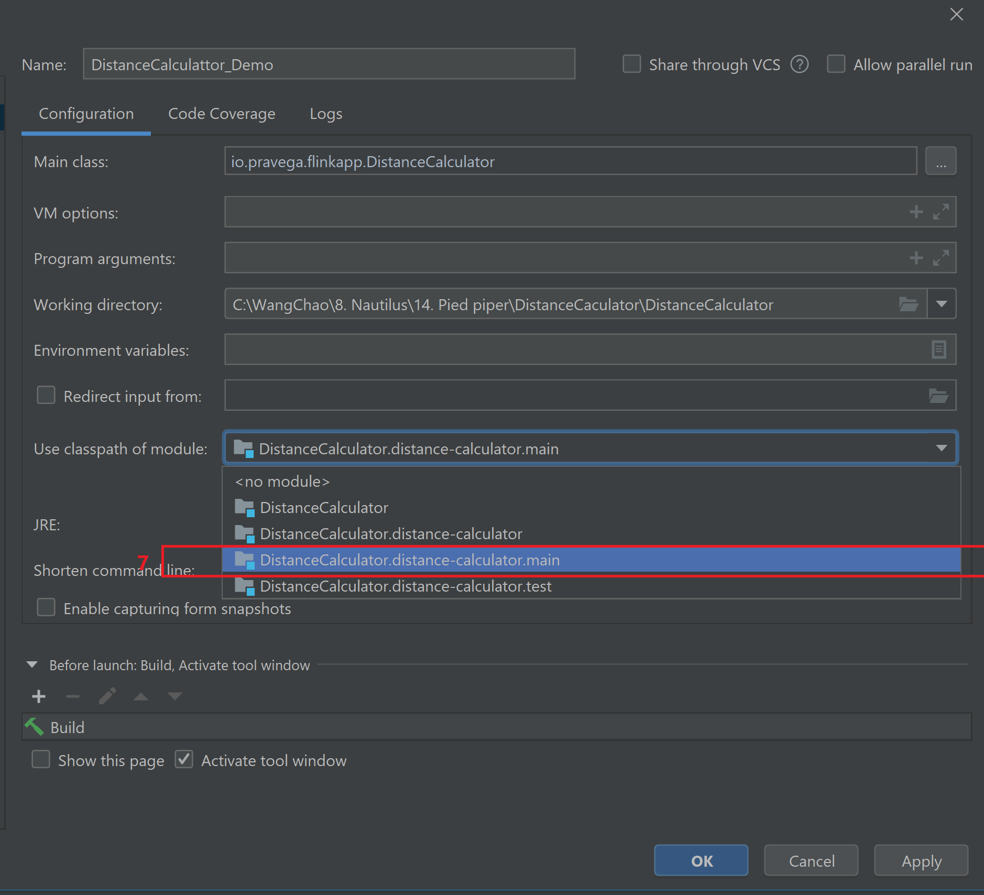 Name: DistanceCalculattor_Demo Share through VCS ? Allow parallel run
Configuration Code Coverage Logs
Main class: io.pravega.flinkapp.DistanceCalculator ...
VM options:
Program arguments:
Working directory: C:\WangChao\8. Nautilus\14. Pied piper\DistanceCaculator\DistanceCalculator
Environment variables:
Redirect input from:
Use classpath of module: DistanceCalculator.distance-calculator.main
<no module>
DistanceCalculator
JRE:
DistanceCalculator.distance-calculator
7
DistanceCalculator.distance-calculator.main
Shorten command line:
DistanceCalculator.distance-calculator.test
Enable capturing form snapshots
Before launch: Build, Activate tool window
Build
Show this page Activate tool window
OK Cancel Apply